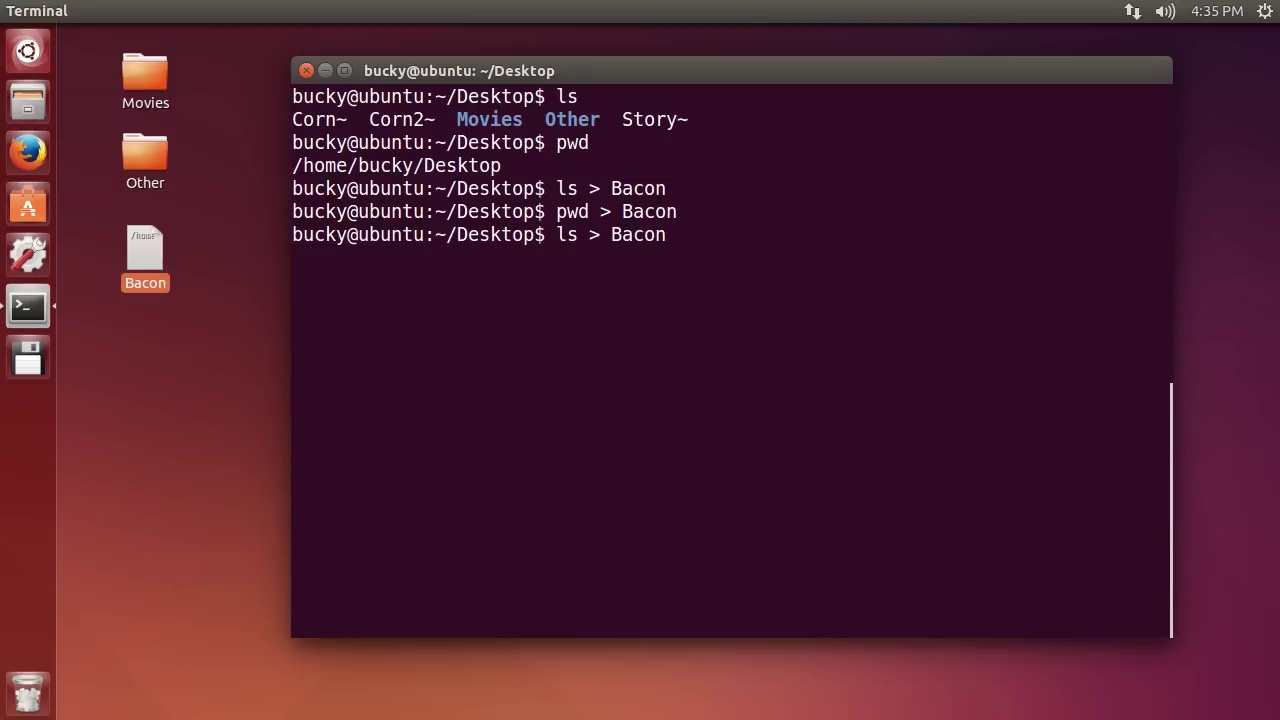 Terminal
4:35 PM
Movies
Other
/home
Bacon
bucky@ubuntu: ~/Desktop
bucky@ubuntu:~/Desktop$ ls
Corn~ Corn2~ Movies Other Story~
bucky@ubuntu:~/Desktop$ pwd
/home/bucky/Desktop
bucky@ubuntu:~/Desktop$ ls > Bacon
bucky@ubuntu:~/Desktop$ pwd > Bacon
bucky@ubuntu:~/Desktop$ ls > Bacon